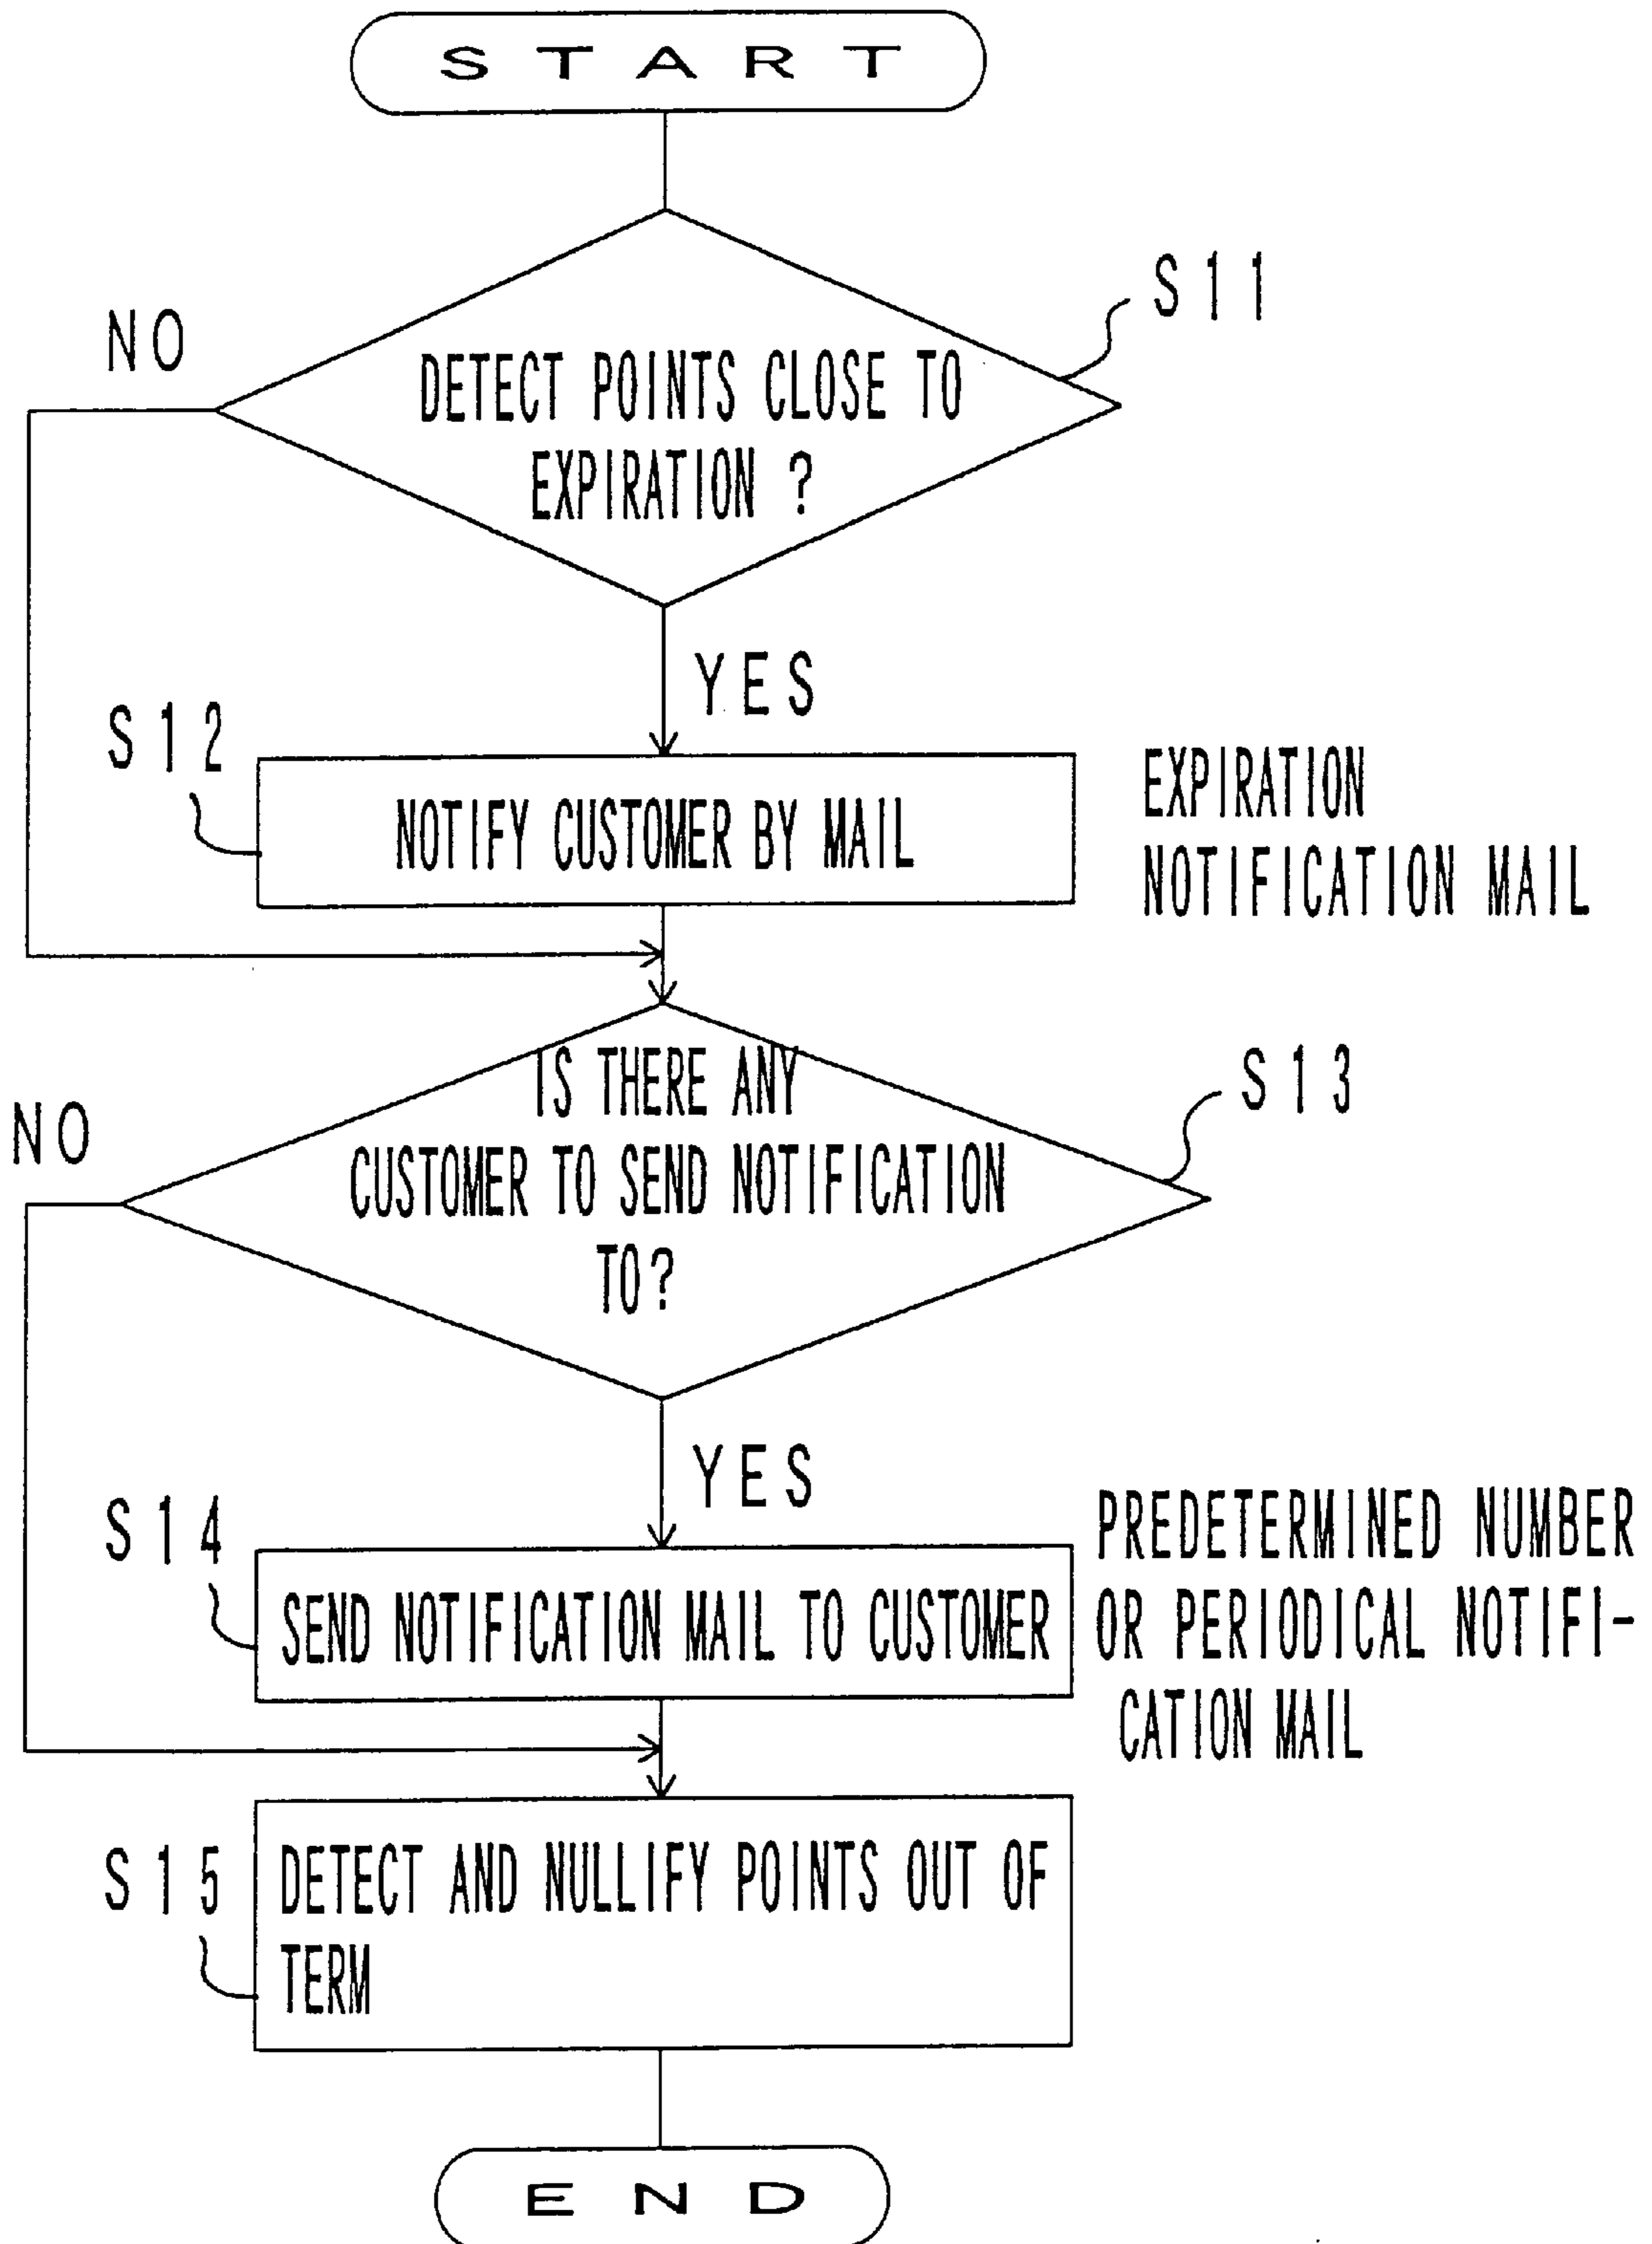 START
S11
NO
DETECT POINTS CLOSE TO
EXPIRATION ?
YES
S12
NOTIFY CUSTOMER BY MAIL
EXPIRATION
NOTIFICATION MAIL
IS THERE ANY
CUSTOMER TO SEND NOTIFICATION
TO?
S13
NO
YES
S14
SEND NOTIFICATION MAIL TO CUSTOMER
PREDETERMINED NUMBER
OR PERIODICAL NOTIFI-
CATION MAIL
S15
DETECT AND NULLIFY POINTS OUT OF
TERM
END